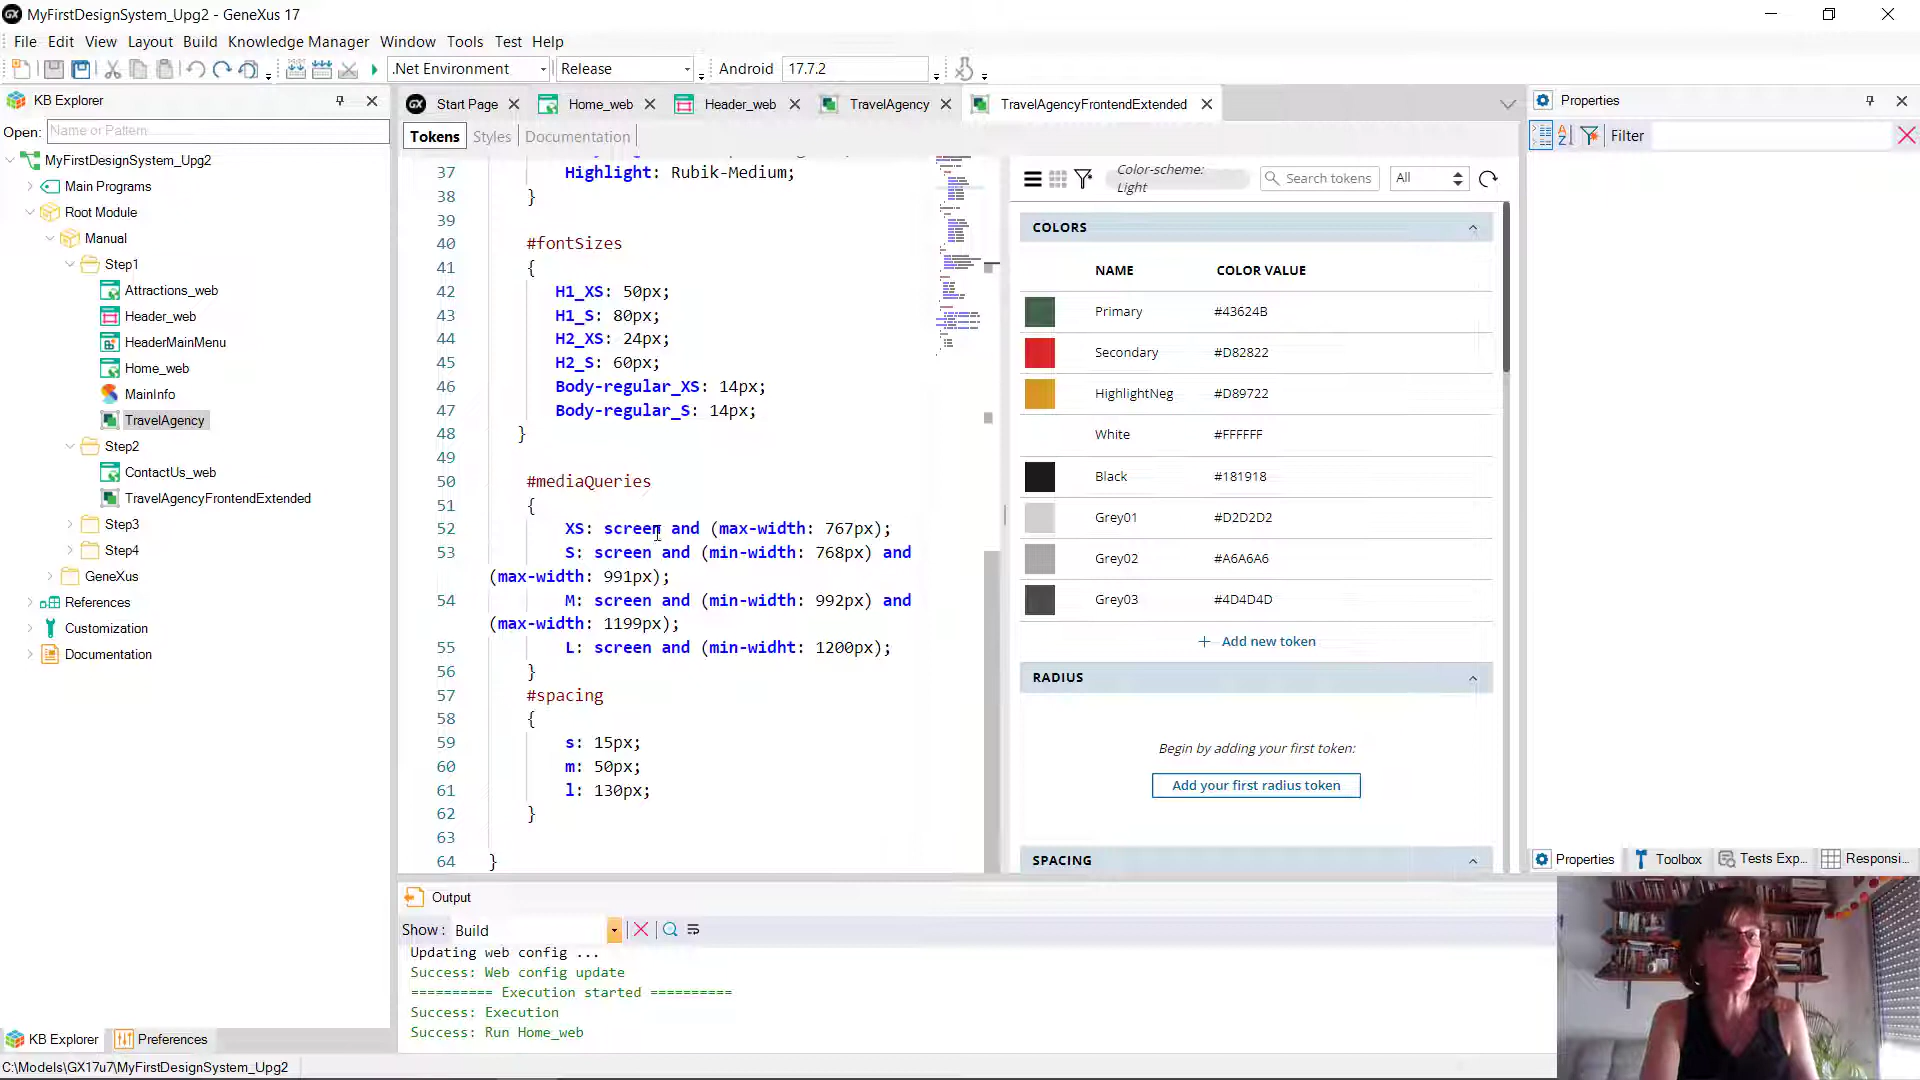 MyFirstDesignSystem_Upg2 - GeneXus 17
File Edit View Layout Build Knowledge Manager Window Tools Test Help
.Net Environment Release Android 17.7.2
KB Explorer
Open: Name or Pattern
MyFirstDesignSystem_Upg2
Main Programs
Root Module
Manual
Step1
Attractions_web
Header_web
HeaderMainMenu
Home_web
MainInfo
TravelAgency
Step2
ContactUs_web
TravelAgencyFrontendExtended
Step3
Step4
GeneXus
References
Customization
Documentation
KB Explorer Preferences
C:\Models\GX17u7\MyFirstDesignSystem_Upg2
Start Page Home_web Header_web TravelAgency TravelAgencyFrontendExtended
Tokens Styles Documentation
37 Highlight: Rubik-Medium;
38 }
39
40 #fontSizes
41 {
42 H1_XS: 50px;
43 H1_S: 80px;
44 H2_XS: 24px;
45 H2_S: 60px;
46 Body-regular_XS: 14px;
47 Body-regular_S: 14px;
48 }
49
50 #mediaQueries
51 {
52 XS: screen and (max-width: 767px);
53 S: screen and (min-width: 768px) and
(max-width: 991px);
54 M: screen and (min-width: 992px) and
(max-width: 1199px);
55 L: screen and (min-widht: 1200px);
56 }
57 #spacing
58 {
59 s: 15px;
60 m: 50px;
61 l: 130px;
62 }
63
64 }
Color-scheme:
Light
Search tokens
All
COLORS
NAME COLOR VALUE
Primary #43624B
Secondary #D82822
HighlightNeg #D89722
White #FFFFFF
Black #181918
Grey01 #D2D2D2
Grey02 #A6A6A6
Grey03 #4D4D4D
+ Add new token
RADIUS
Begin by adding your first token:
Add your first radius token
SPACING
Output
Show: Build
Updating web config ...
Success: Web config update
========== Execution started ==========
Success: Execution
Success: Run Home_web
Properties
Filter
Properties Toolbox Tests Exp... Responsi...